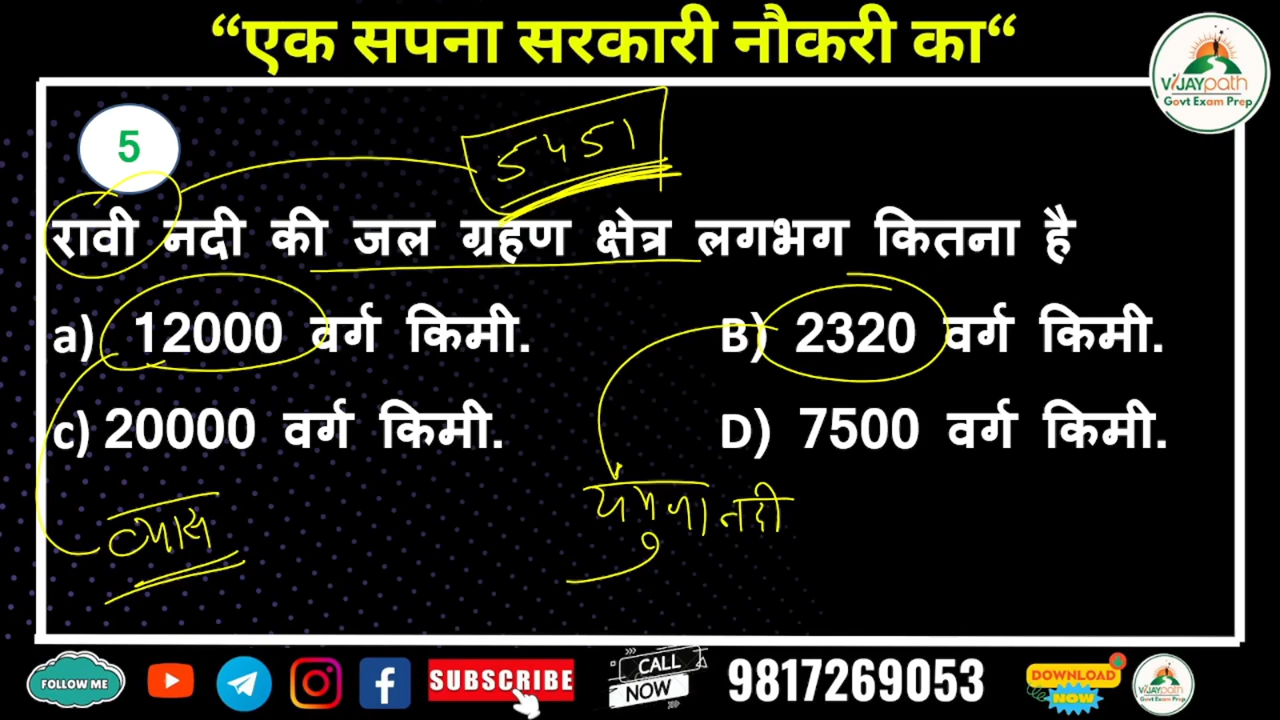 “एक सपना सरकारी नौकरी का“
VIJAYpath
Govt Exam Prep
5
5451
रावी नदी की जल ग्रहण क्षेत्र लगभग कितना है
a) 12000 वर्ग किमी.
B) 2320 वर्ग किमी.
c) 20000 वर्ग किमी.
D) 7500 वर्ग किमी.
व्यास
यमुना नदी
FOLLOW ME
SUBSCRIBE
CALL
NOW
9817269053
DOWNLOAD
NOW
VIJAYpath
Govt Exam Prep